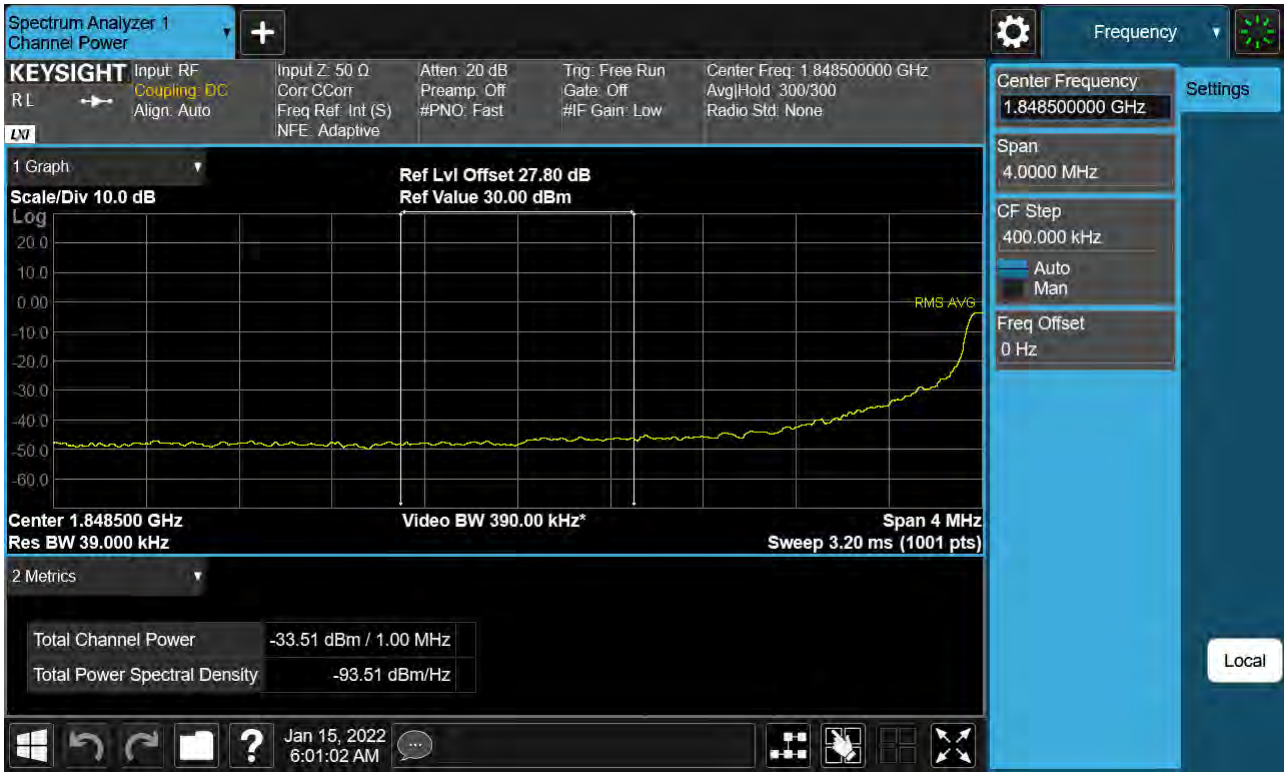 Spectrum Analyzer 1
Channel Power
+
Frequency
KEYSIGHT
RL
LXI
Input: RF
Coupling: DC
Align: Auto
Input Z: 50 Ω
Corr CCorr
Freq Ref: Int (S)
NFE: Adaptive
Atten: 20 dB
Preamp: Off
#PNO: Fast
Trig: Free Run
Gate: Off
#IF Gain: Low
Center Freq: 1.848500000 GHz
Avg|Hold: 300/300
Radio Std: None
Center Frequency
1.848500000 GHz
Settings
Span
4.0000 MHz
CF Step
400.000 kHz
Auto
Man
Freq Offset
0 Hz
1 Graph
Scale/Div 10.0 dB
Ref Lvl Offset 27.80 dB
Ref Value 30.00 dBm
Log
20.0
10.0
0.00
-10.0
-20.0
-30.0
-40.0
-50.0
-60.0
RMS AVG
Center 1.848500 GHz
Res BW 39.000 kHz
Video BW 390.00 kHz*
Span 4 MHz
Sweep 3.20 ms (1001 pts)
2 Metrics
Total Channel Power -33.51 dBm / 1.00 MHz
Total Power Spectral Density -93.51 dBm/Hz
Local
?
Jan 15, 2022
6:01:02 AM